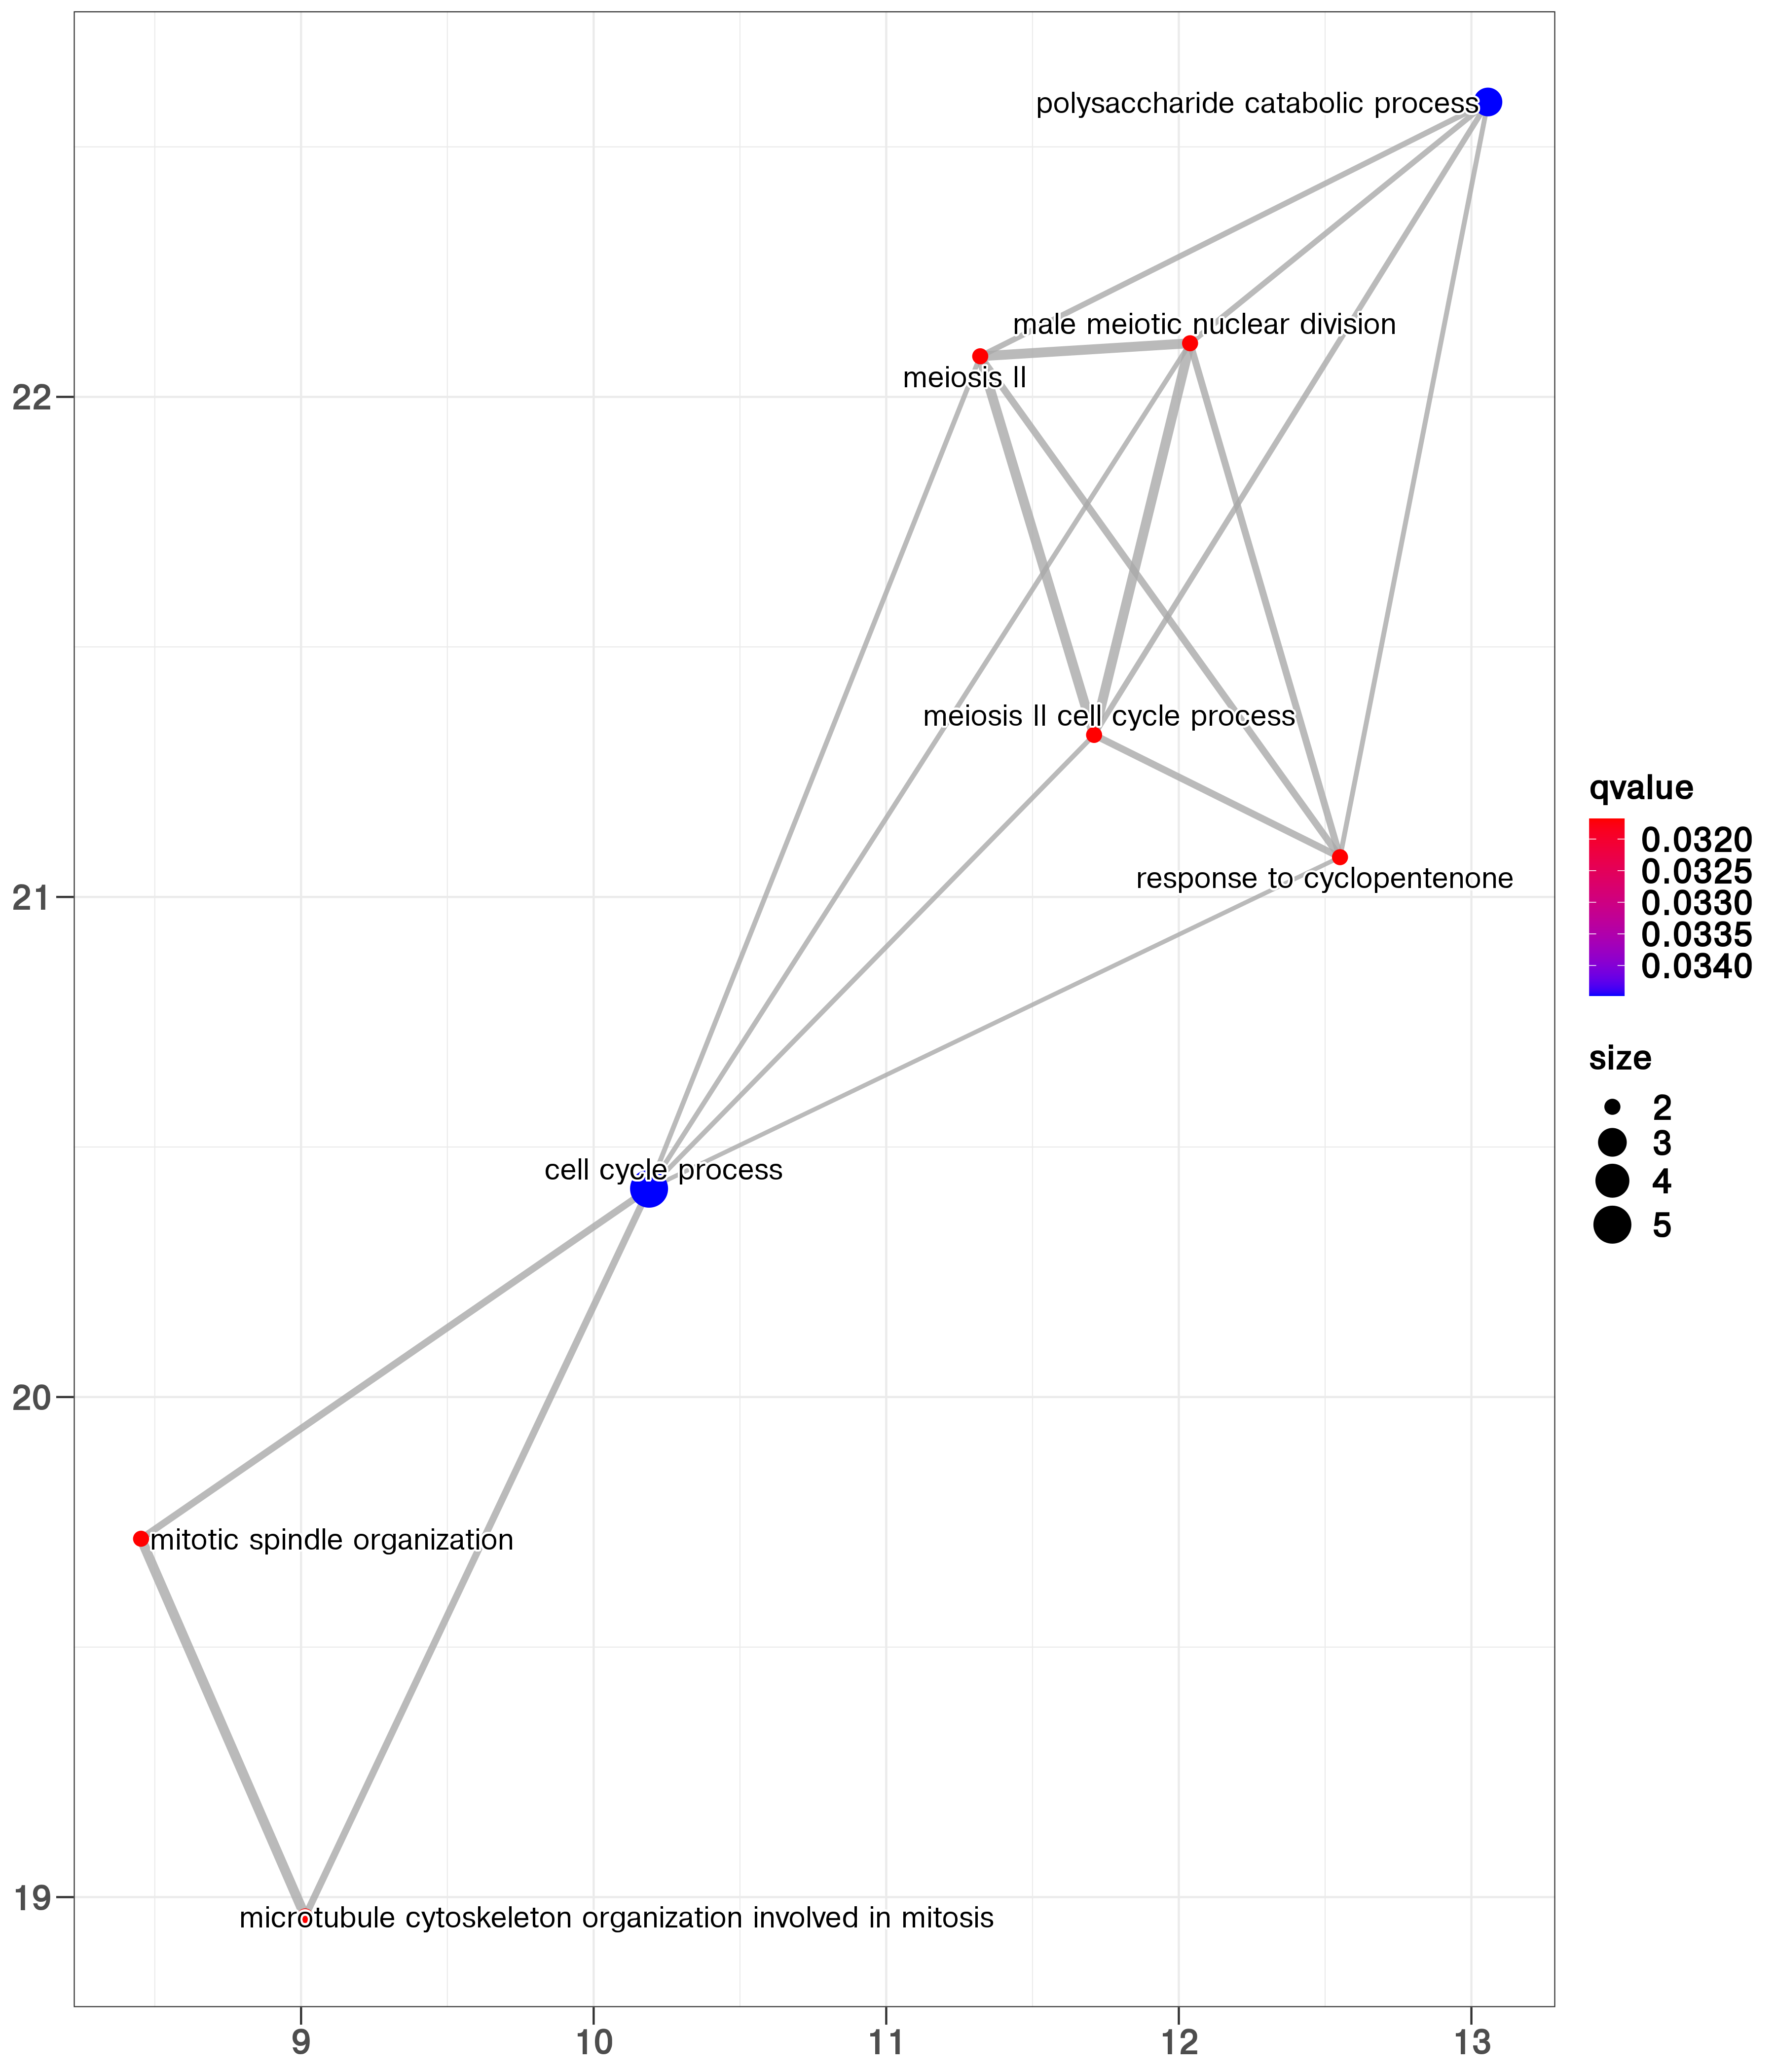 polysaccharide catabolic process
male meiotic nuclear division
meiosis II
22
meiosis II cell cycle process
response to cyclopentenone
21
cell cycle process
20
mitotic spindle organization
19
microtubule cytoskeleton organization involved in mitosis
9 10 11 12 13
qvalue
0.0320
0.0325
0.0330
0.0335
0.0340
size
2
3
4
5